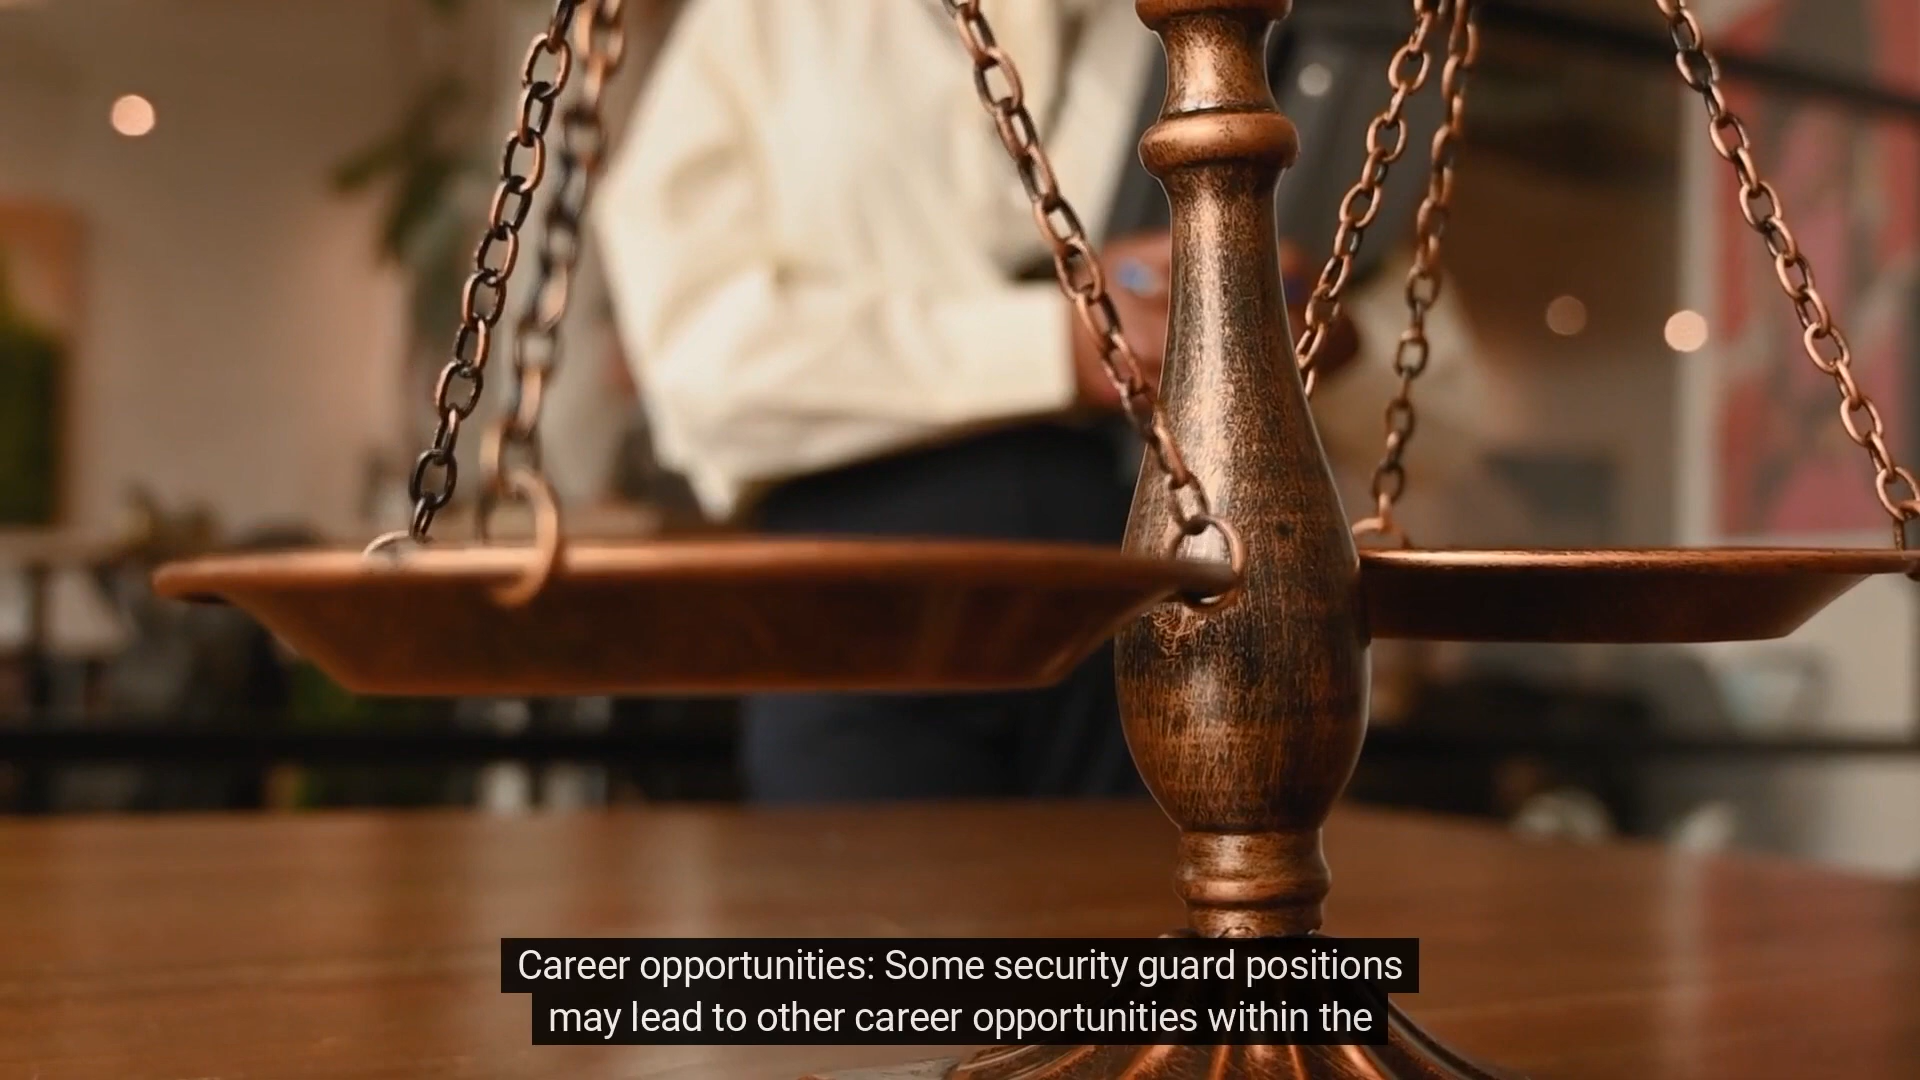 Career opportunities: Some security guard positions
may lead to other career opportunities within the